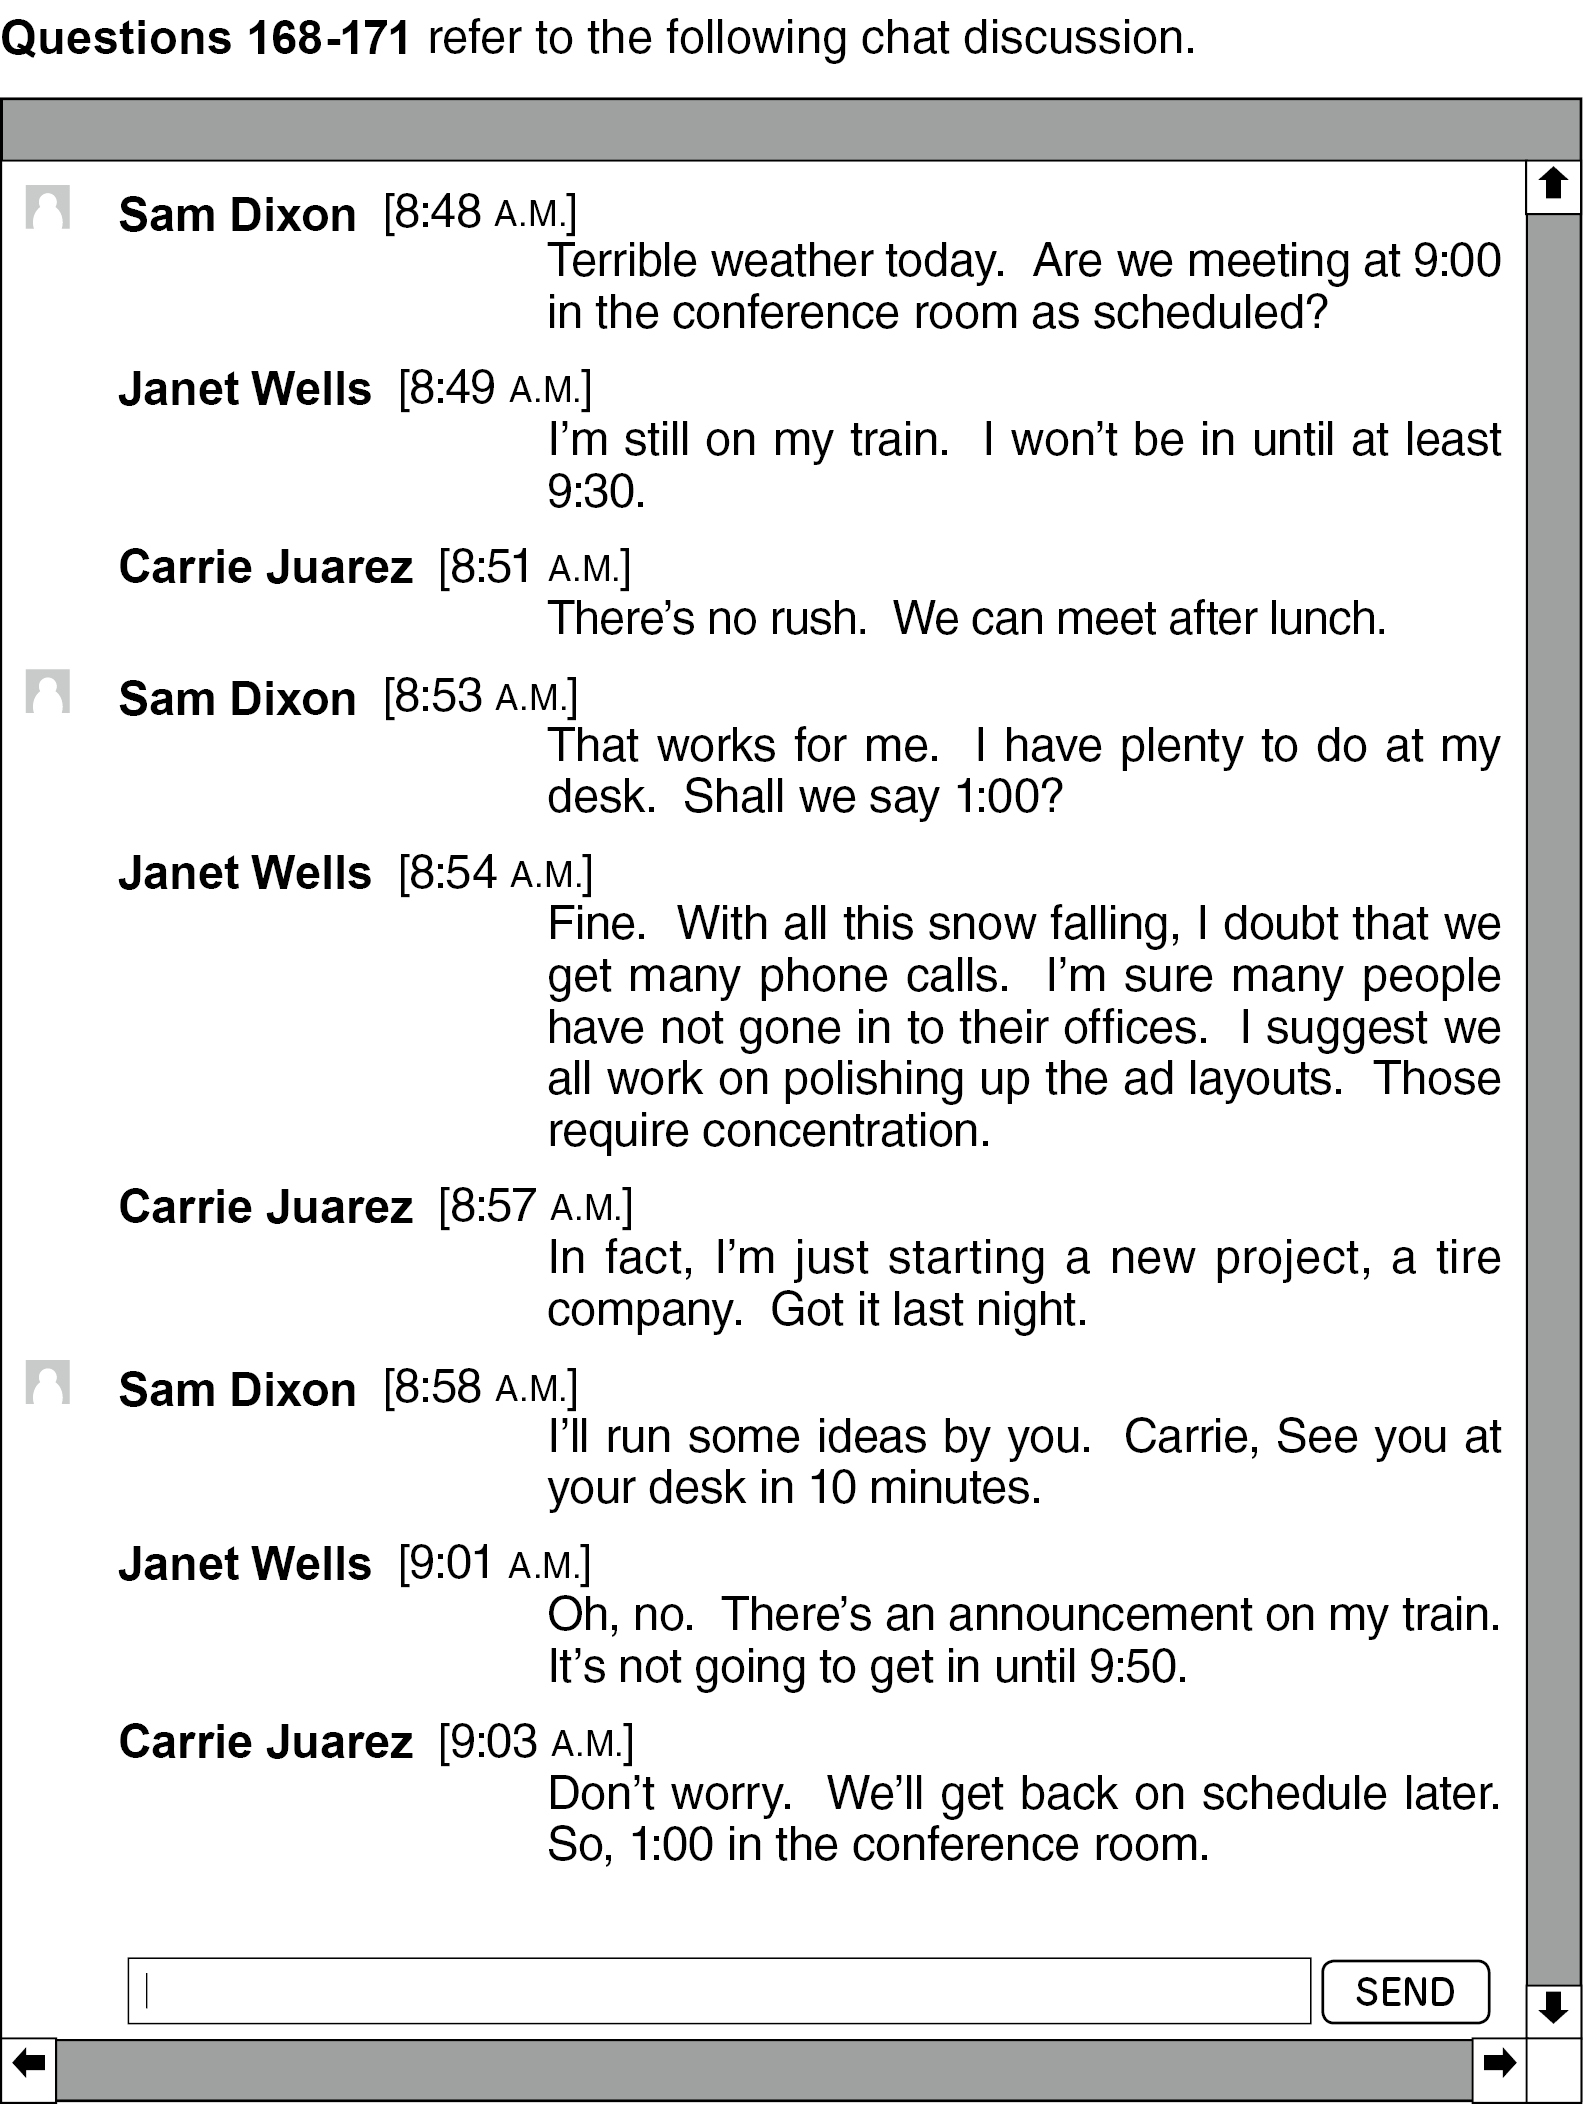 Questions 168-171 refer to the following chat discussion.
Sam Dixon [8:48 A.M.]
Terrible weather today. Are we meeting at 9:00
in the conference room as scheduled?
Janet Wells [8:49 A.M.]
I'm still on my train. I won't be in until at least
9:30.
Carrie Juarez [8:51 A.M.]
There's no rush. We can meet after lunch.
Sam Dixon [8:53 A.M.]
That works for me. I have plenty to do at my
desk. Shall we say 1:00?
Janet Wells [8:54 A.M.]
Fine. With all this snow falling, I doubt that we
get many phone calls. I'm sure many people
have not gone in to their offices. I suggest we
all work on polishing up the ad layouts. Those
require concentration.
Carrie Juarez [8:57 A.M.]
In fact, I'm just starting a new project, a tire
company. Got it last night.
Sam Dixon [8:58 A.M.]
I'll run some ideas by you. Carrie, See you at
your desk in 10 minutes.
Janet Wells [9:01 A.M.]
Oh, no. There's an announcement on my train.
It's not going to get in until 9:50.
Carrie Juarez [9:03 A.M.]
Don't worry. We'll get back on schedule later.
So, 1:00 in the conference room.
SEND